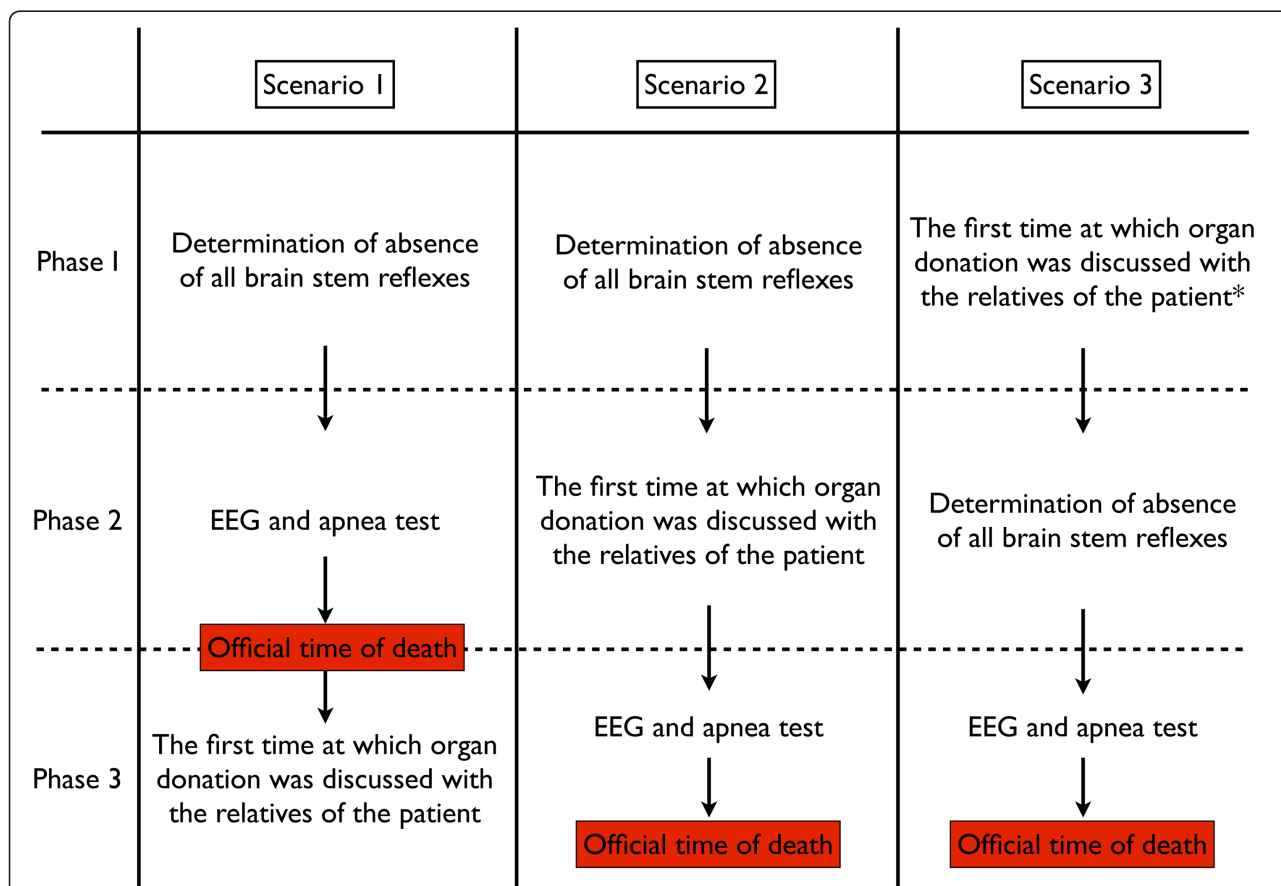 Scenario 1
Scenario 2
Scenario 3
Phase 1
Determination of absence
of all brain stem reflexes
Determination of absence
of all brain stem reflexes
The first time at which organ
donation was discussed with
the relatives of the patient*
Phase 2
EEG and apnea test
Official time of death
The first time at which organ
donation was discussed with
the relatives of the patient
Determination of absence
of all brain stem reflexes
Phase 3
The first time at which organ
donation was discussed with
the relatives of the patient
EEG and apnea test
Official time of death
EEG and apnea test
Official time of death